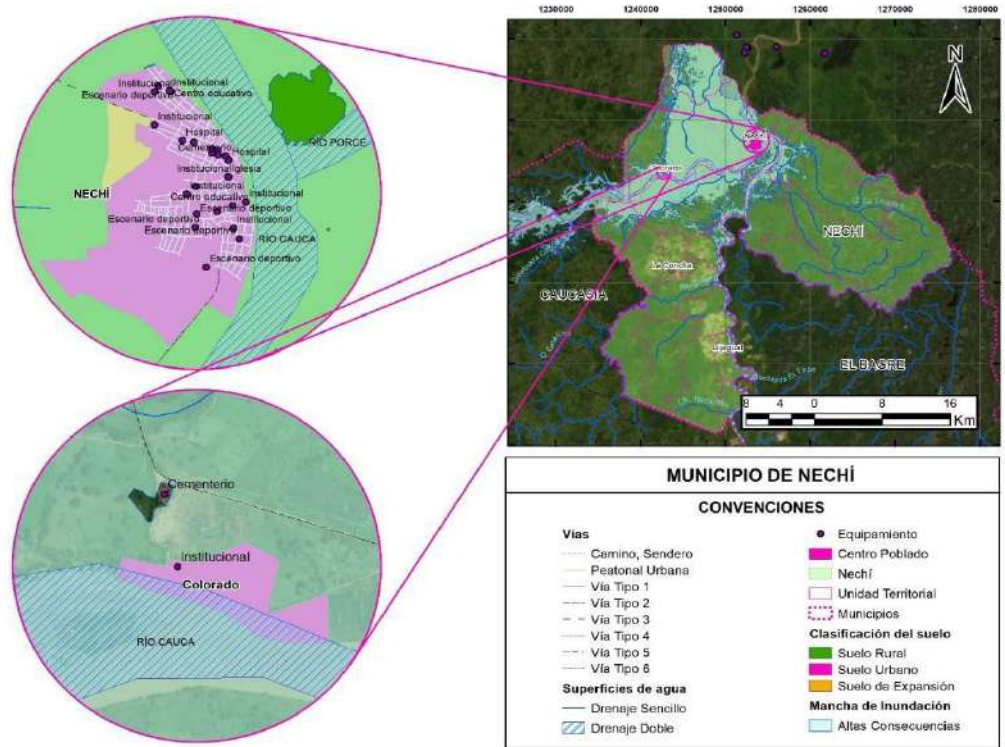 1230000 1240000 1250000 1260000 1270000 1280000
N
Institucional Institucional
Escenario deportivo Centro educativo
Institucional
Hospital
Cementerio Hospital
Institucional Iglesia
Institucional
Centro educativo Institucional
Escenario deportivo
Escenario deportivo Institucional
Escenario deportivo
Escenario deportivo
NECHÍ
RÍO PORCE
RÍO CAUCA
Colorado
NECHÍ
La Concha
CAUCASIA
EL BAGRE
8 4 0 8 16
Km
Cementerio
Institucional
Colorado
RÍO CAUCA
MUNICIPIO DE NECHÍ
CONVENCIONES
Vías
Camino, Sendero
Peatonal Urbana
Vía Tipo 1
Vía Tipo 2
Vía Tipo 3
Vía Tipo 4
Vía Tipo 5
Vía Tipo 6
Superficies de agua
Drenaje Sencillo
Drenaje Doble
Equipamiento
Centro Poblado
Nechí
Unidad Territorial
Municipios
Clasificación del suelo
Suelo Rural
Suelo Urbano
Suelo de Expansión
Mancha de Inundación
Altas Consecuencias